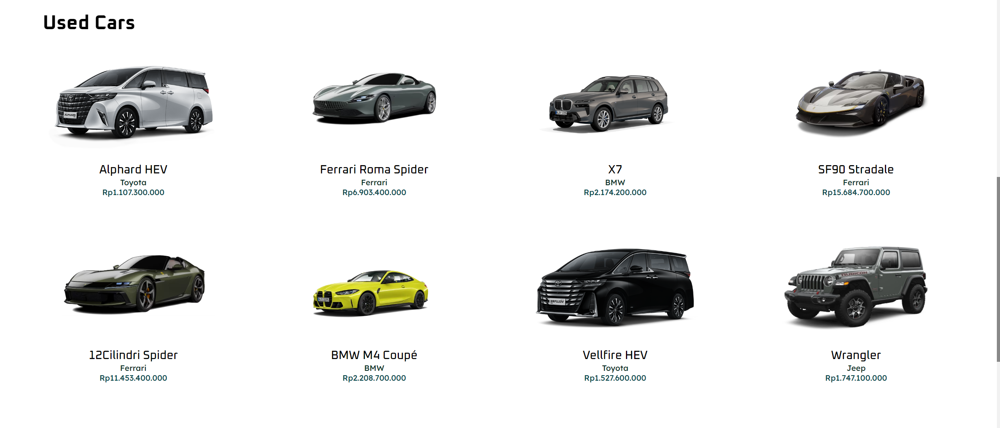 Used Cars
ALPHARD
M·XY 1215
Alphard HEV
Toyota
Rp1.107.300.000
Ferrari Roma Spider
Ferrari
Rp6.903.400.000
X7
BMW
Rp2.174.200.000
SF90 Stradale
Ferrari
Rp15.684.700.000
VELLFIRE
RUBICON
12Cilindri Spider
Ferrari
Rp11.453.400.000
BMW M4 Coupé
BMW
Rp2.208.700.000
Vellfire HEV
Toyota
Rp1.527.600.000
Wrangler
Jeep
Rp1.747.100.000